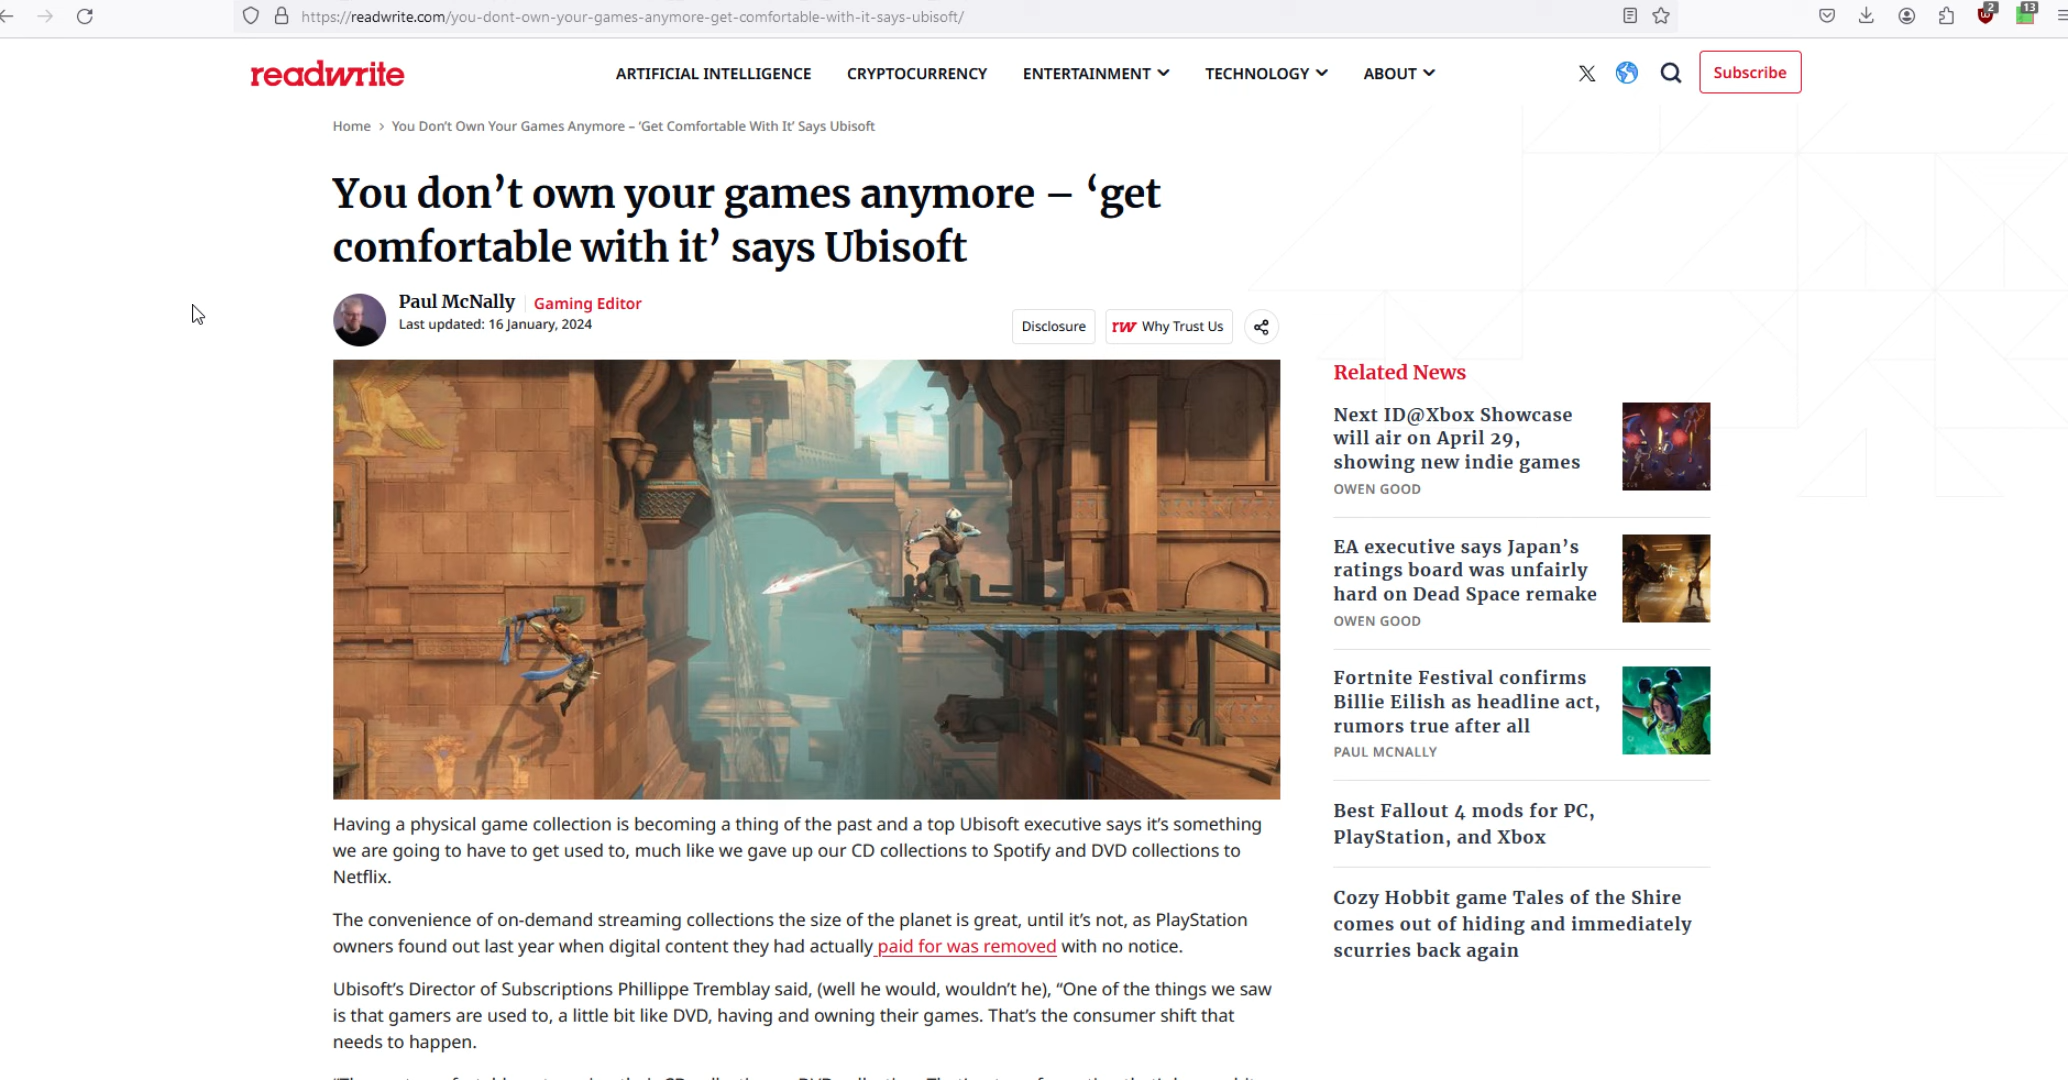 https://readwrite.com/you-dont-own-your-games-anymore-get-comfortable-with-it-says-ubisoft/
2
13
readwrite
ARTIFICIAL INTELLIGENCE
CRYPTOCURRENCY
ENTERTAINMENT
TECHNOLOGY
ABOUT
Subscribe
Home > You Don't Own Your Games Anymore – 'Get Comfortable With It' Says Ubisoft
You don't own your games anymore – 'get
comfortable with it' says Ubisoft
Paul McNally | Gaming Editor
Last updated: 16 January, 2024
Disclosure
rw Why Trust Us
Having a physical game collection is becoming a thing of the past and a top Ubisoft executive says it's something
we are going to have to get used to, much like we gave up our CD collections to Spotify and DVD collections to
Netflix.
The convenience of on-demand streaming collections the size of the planet is great, until it's not, as PlayStation
owners found out last year when digital content they had actually paid for was removed with no notice.
Ubisoft's Director of Subscriptions Phillippe Tremblay said, (well he would, wouldn't he), “One of the things we saw
is that gamers are used to, a little bit like DVD, having and owning their games. That's the consumer shift that
needs to happen.
Related News
Next ID@Xbox Showcase
will air on April 29,
showing new indie games
OWEN GOOD
EA executive says Japan's
ratings board was unfairly
hard on Dead Space remake
OWEN GOOD
Fortnite Festival confirms
Billie Eilish as headline act,
rumors true after all
PAUL MCNALLY
Best Fallout 4 mods for PC,
PlayStation, and Xbox
Cozy Hobbit game Tales of the Shire
comes out of hiding and immediately
scurries back again